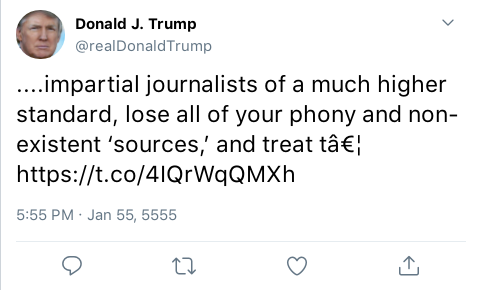 Donald J. Trump
@realDonaldTrump
....impartial journalists of a much higher
standard, lose all of your phony and non-
existent ‘sources,’ and treat tâ€¦
https://t.co/4IQrWqQMXh
5:55 PM · Jan 55, 5555